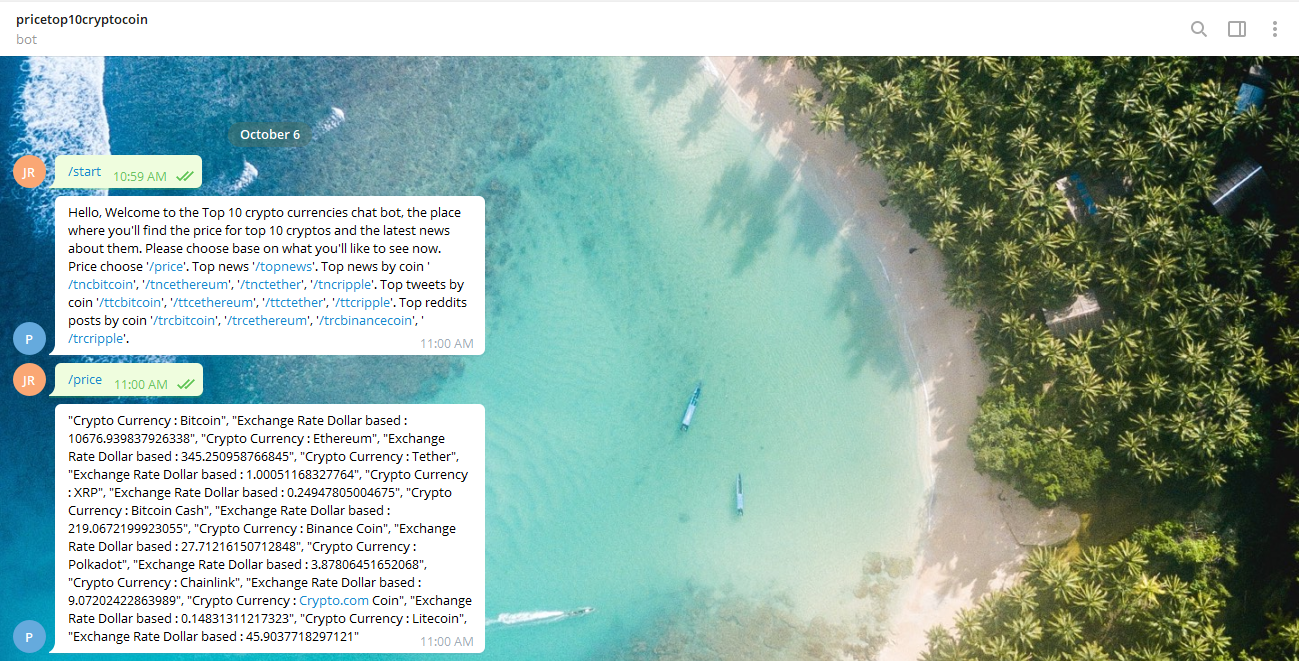 pricetop10cryptocoin
bot
October 6
JR
/start
10:59 AM
Hello, Welcome to the Top 10 crypto currencies chat bot, the place
where you'll find the price for top 10 cryptos and the latest news
about them. Please choose base on what you'll like to see now.
Price choose '/price'. Top news '/topnews'. Top news by coin '
/tncbitcoin', '/tncethereum', '/tnctether', '/tncripple'. Top tweets by
coin '/ttcbitcoin', '/ttcethereum', '/ttctether', '/ttcripple'. Top reddits
posts by coin '/trcbitcoin', '/trcethereum', '/trcbinancecoin', '
/trcripple'.
P
11:00 AM
JR
/price
11:00 AM
"Crypto Currency : Bitcoin", "Exchange Rate Dollar based :
10676.939837926338", "Crypto Currency : Ethereum", "Exchange
Rate Dollar based : 345.250958766845", "Crypto Currency : Tether",
"Exchange Rate Dollar based : 1.00051168327764", "Crypto Currency
: XRP", "Exchange Rate Dollar based : 0.24947805004675", "Crypto
Currency : Bitcoin Cash", "Exchange Rate Dollar based :
219.0672199923055", "Crypto Currency : Binance Coin", "Exchange
Rate Dollar based : 27.71216150712848", "Crypto Currency :
Polkadot", "Exchange Rate Dollar based : 3.87806451652068",
"Crypto Currency : Chainlink", "Exchange Rate Dollar based :
9.07202422863989", "Crypto Currency : Crypto.com Coin", "Exchange
Rate Dollar based : 0.14831311217323", "Crypto Currency : Litecoin",
"Exchange Rate Dollar based : 45.9037718297121"
P
11:00 AM